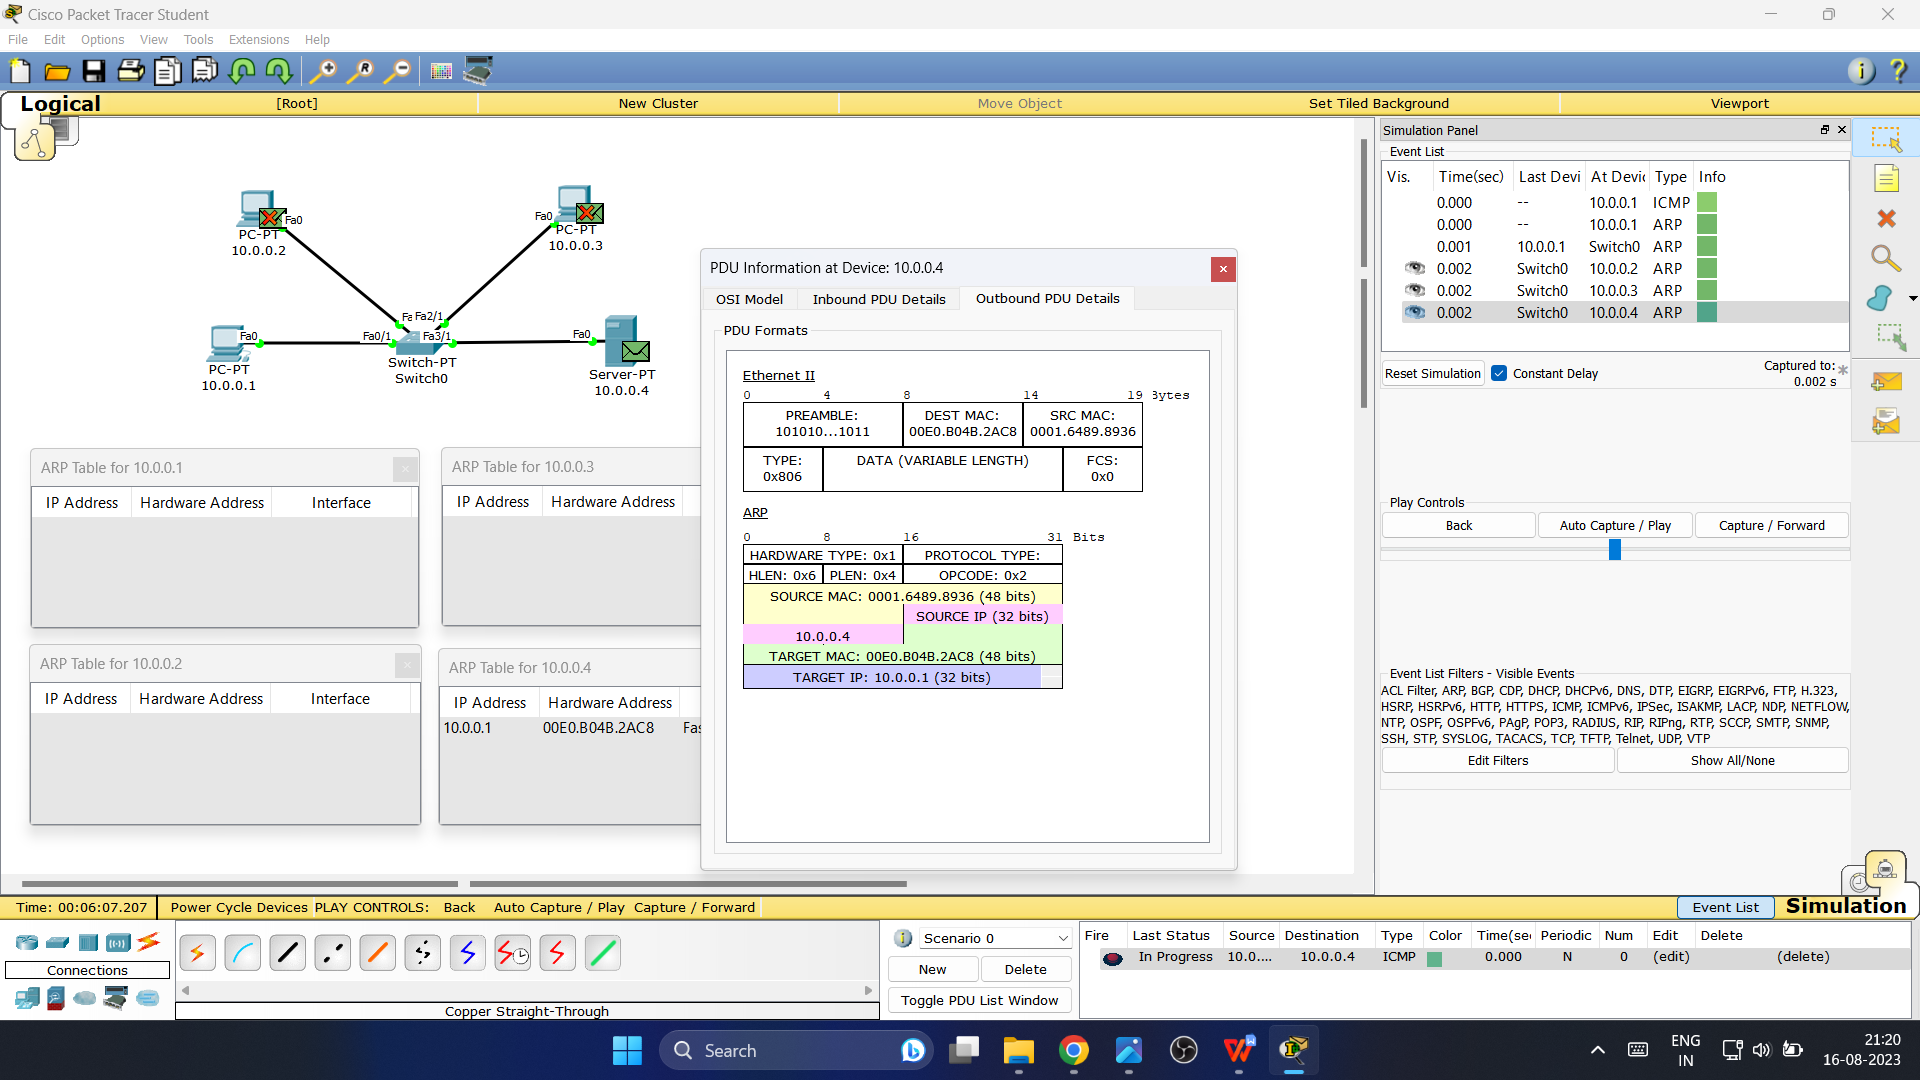 Cisco Packet Tracer Student
File Edit Options View Tools Extensions Help
Logical [Root] New Cluster Move Object Set Tiled Background Viewport
Fa0
PC-PT
10.0.0.2
Fa0
PC-PT
10.0.0.3
Fa Fa2/1
Fa0 Fa0/1 Fa3/1 Fa0
PC-PT
10.0.0.1
Switch-PT
Switch0
Server-PT
10.0.0.4
ARP Table for 10.0.0.1
IP Address Hardware Address Interface
ARP Table for 10.0.0.3
IP Address Hardware Address
ARP Table for 10.0.0.2
IP Address Hardware Address Interface
ARP Table for 10.0.0.4
IP Address Hardware Address
10.0.0.1 00E0.B04B.2AC8 Fas
PDU Information at Device: 10.0.0.4
OSI Model Inbound PDU Details Outbound PDU Details
PDU Formats
Ethernet II
0 4 8 14 19 Bytes
PREAMBLE: DEST MAC: SRC MAC:
101010...1011 00E0.B04B.2AC8 0001.6489.8936
TYPE: DATA (VARIABLE LENGTH) FCS:
0x806 0x0
ARP
0 8 16 31 Bits
HARDWARE TYPE: 0x1 PROTOCOL TYPE:
HLEN: 0x6 PLEN: 0x4 OPCODE: 0x2
SOURCE MAC: 0001.6489.8936 (48 bits)
SOURCE IP (32 bits)
10.0.0.4
TARGET MAC: 00E0.B04B.2AC8 (48 bits)
TARGET IP: 10.0.0.1 (32 bits)
Simulation Panel
Event List
Vis. Time(sec) Last Devi At Devic Type Info
0.000 -- 10.0.0.1 ICMP
0.000 -- 10.0.0.1 ARP
0.001 10.0.0.1 Switch0 ARP
0.002 Switch0 10.0.0.2 ARP
0.002 Switch0 10.0.0.3 ARP
0.002 Switch0 10.0.0.4 ARP
Reset Simulation Constant Delay Captured to: *
0.002 s
Play Controls
Back Auto Capture / Play Capture / Forward
Event List Filters - Visible Events
ACL Filter, ARP, BGP, CDP, DHCP, DHCPv6, DNS, DTP, EIGRP, EIGRPv6, FTP, H.323,
HSRP, HSRPv6, HTTP, HTTPS, ICMP, ICMPv6, IPSec, ISAKMP, LACP, NDP, NETFLOW,
NTP, OSPF, OSPFv6, PAgP, POP3, RADIUS, RIP, RIPng, RTP, SCCP, SMTP, SNMP,
SSH, STP, SYSLOG, TACACS, TCP, TFTP, Telnet, UDP, VTP
Edit Filters Show All/None
Time: 00:06:07.207 Power Cycle Devices PLAY CONTROLS: Back Auto Capture / Play Capture / Forward Event List Simulation
Connections
Copper Straight-Through
Scenario 0
New Delete
Toggle PDU List Window
Fire Last Status Source Destination Type Color Time(sec Periodic Num Edit Delete
In Progress 10.0.... 10.0.0.4 ICMP 0.000 N 0 (edit) (delete)
Search
ENG
IN
21:20
16-08-2023